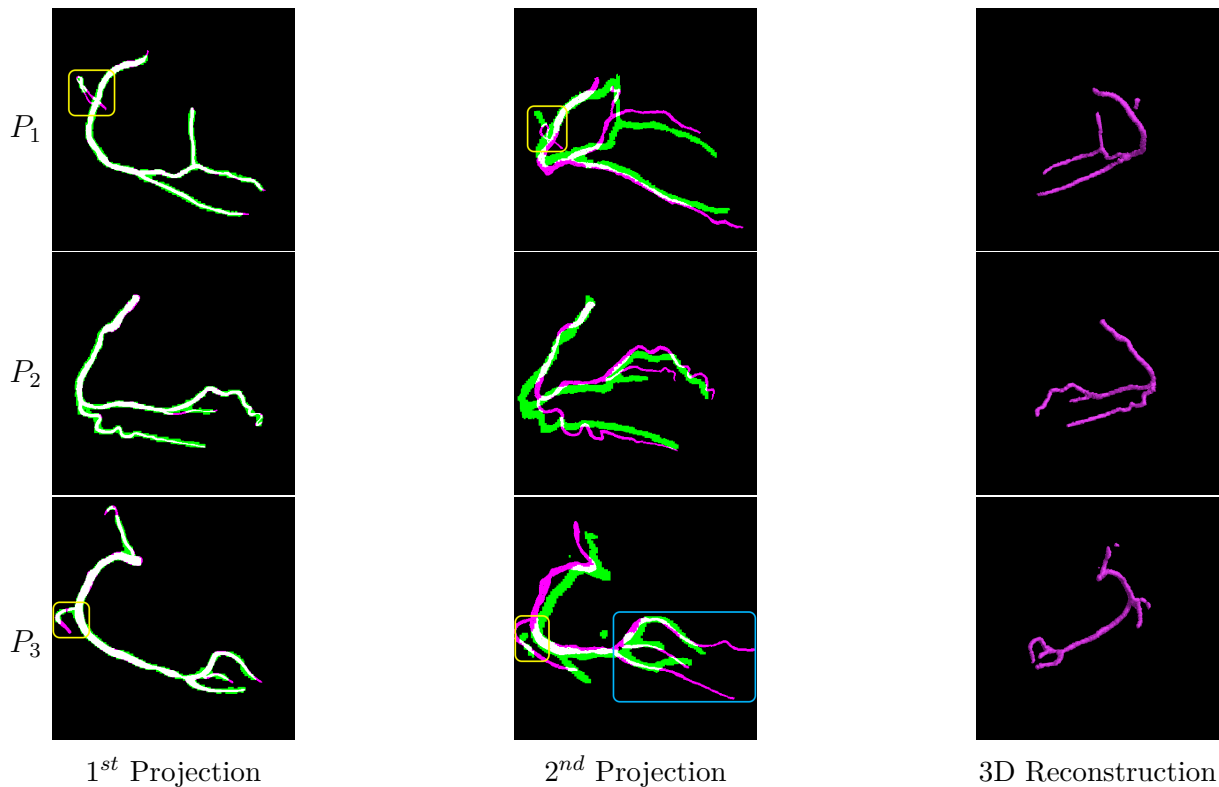 P₁
P₂
P₃
1ˢᵗ Projection
2ⁿᵈ Projection
3D Reconstruction